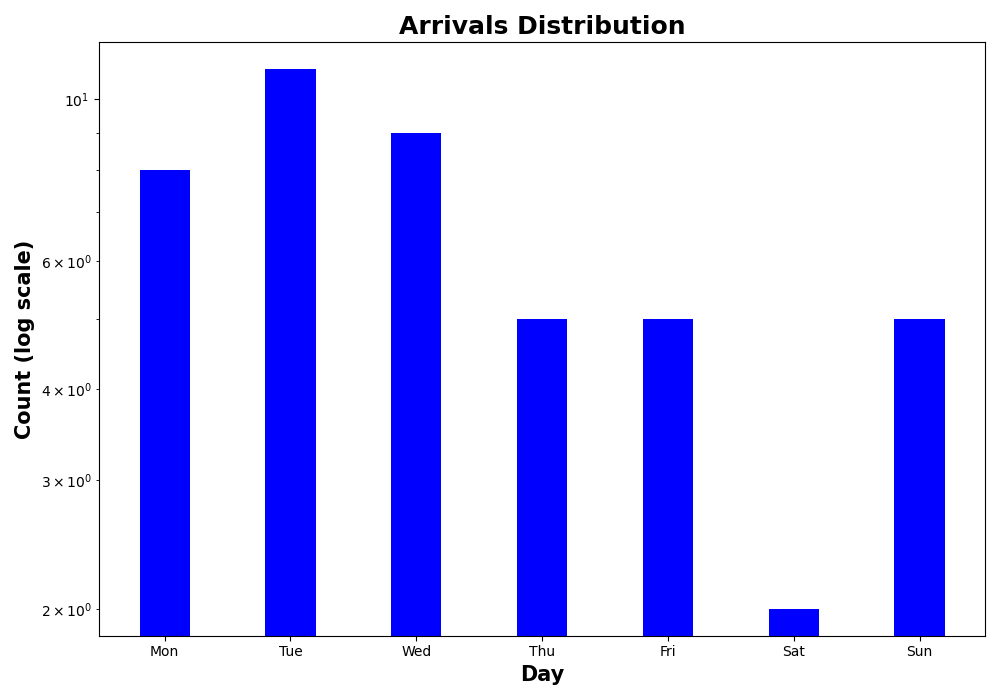 Arrivals Distribution
Count (log scale)
10¹
6 × 10⁰
4 × 10⁰
3 × 10⁰
2 × 10⁰
Mon Tue Wed Thu Fri Sat Sun
Day